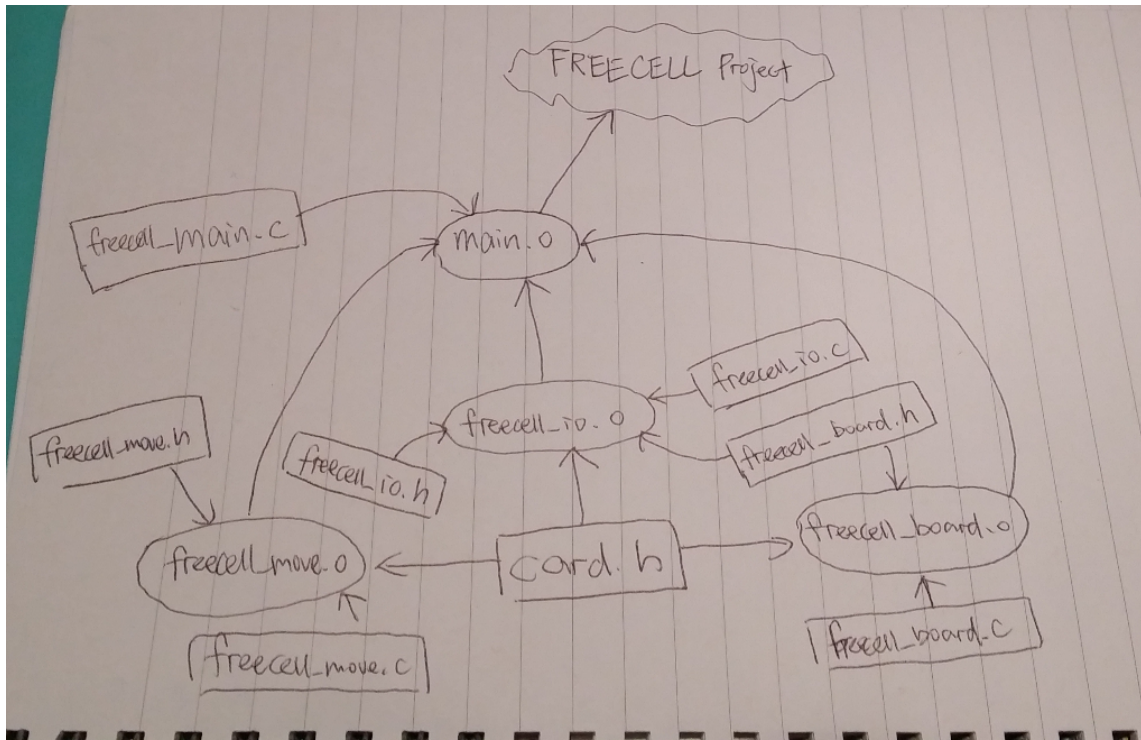 FREECELL Project
freecell_main.c
main.o
freecell_io.c
freecell_io.o
freecell_board.h
freecell_move.h
freecell_io.h
freecell_move.o
card.h
freecell_board.o
freecell_move.c
freecell_board.c